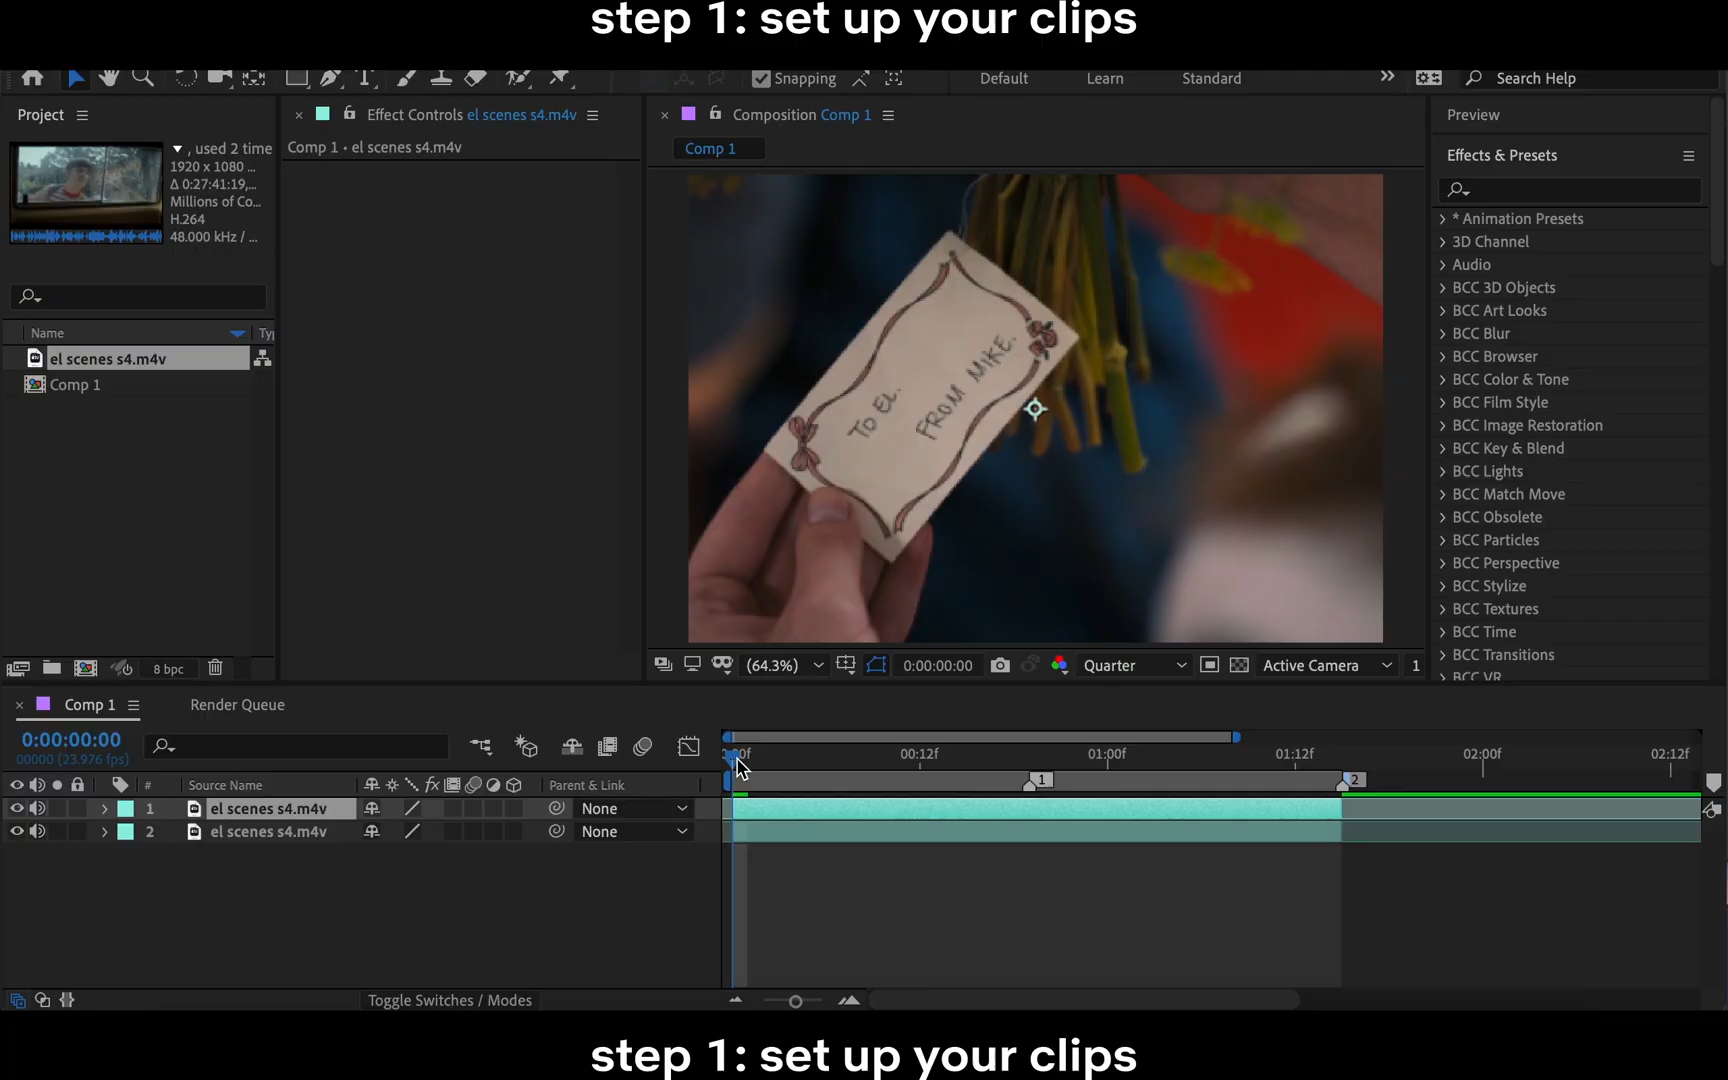 step 1: set up your clips
Snapping
Default
Learn
Standard
Search Help
Project
Effect Controls el scenes s4.m4v
Composition Comp 1
Preview
, used 2 time
1920 x 1080 ...
Δ 0:27:41:19,...
Millions of Co...
H.264
48.000 kHz / ...
Comp 1 • el scenes s4.m4v
Comp 1
Effects & Presets
* Animation Presets
3D Channel
Audio
BCC 3D Objects
BCC Art Looks
BCC Blur
BCC Browser
BCC Color & Tone
BCC Film Style
BCC Image Restoration
BCC Key & Blend
BCC Lights
BCC Match Move
BCC Obsolete
BCC Particles
BCC Perspective
BCC Stylize
BCC Textures
BCC Time
BCC Transitions
BCC VR
Name
Ty
el scenes s4.m4v
Comp 1
TO EL.
FROM MIKE.
8 bpc
(64.3%)
0:00:00:00
Quarter
Active Camera
1
Comp 1
Render Queue
0:00:00:00
00000 (23.976 fps)
00:12f
01:00f
01:12f
02:00f
02:12f
1
2
#
Source Name
fx
Parent & Link
1
el scenes s4.m4v
None
2
el scenes s4.m4v
None
Toggle Switches / Modes
step 1: set up your clips